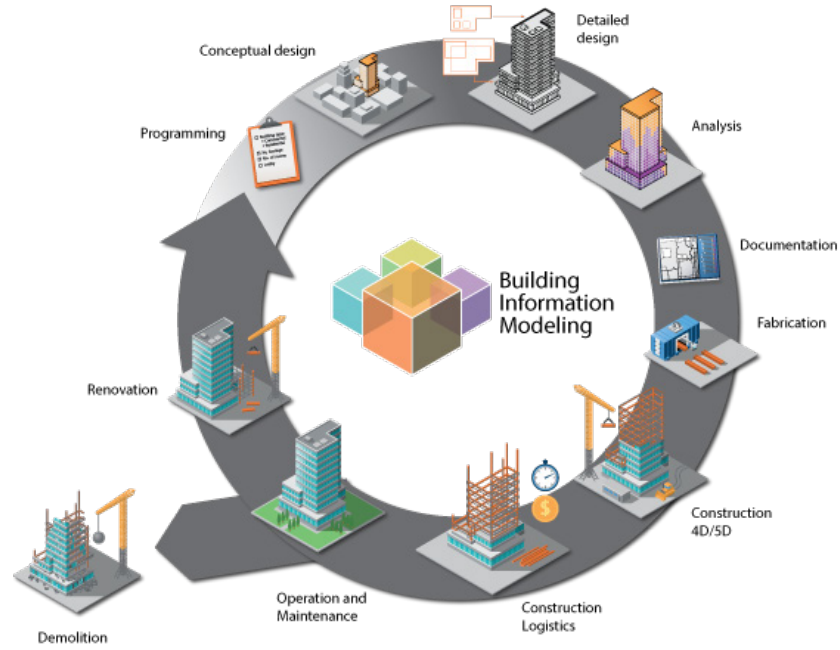 Detailed
design
Conceptual design
Programming
Analysis
Documentation
Building
Information
Modeling
Fabrication
Renovation
$
Construction
4D/5D
Operation and
Maintenance
Construction
Logistics
Demolition